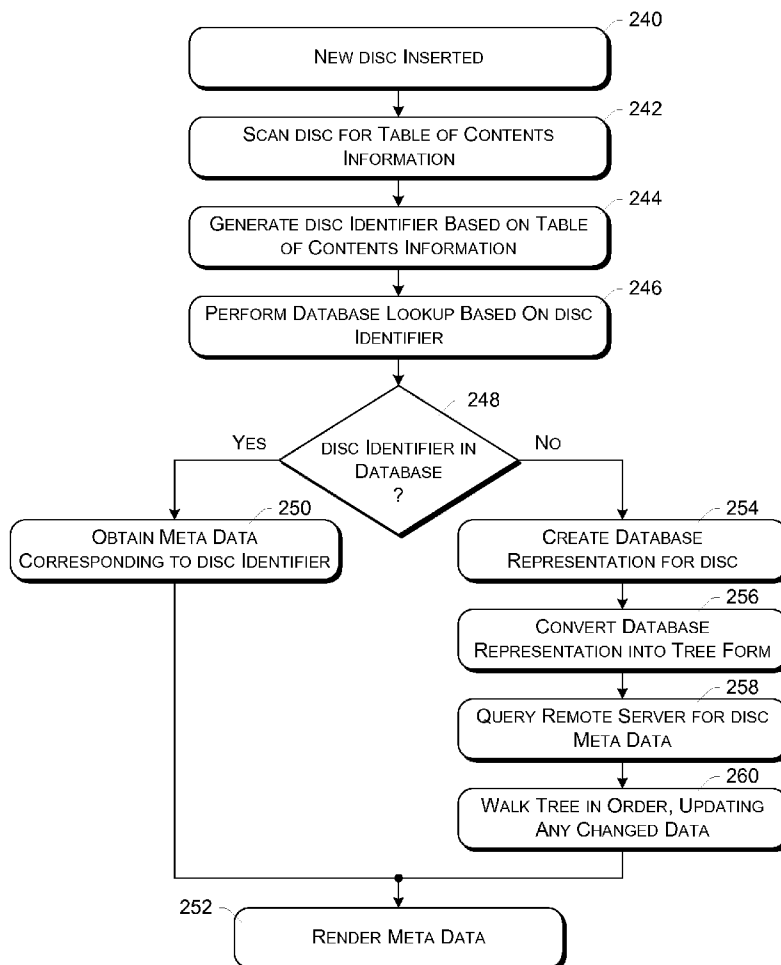 240
NEW DISC INSERTED
242
SCAN DISC FOR TABLE OF CONTENTS
INFORMATION
244
GENERATE DISC IDENTIFIER BASED ON TABLE
OF CONTENTS INFORMATION
246
PERFORM DATABASE LOOKUP BASED ON DISC
IDENTIFIER
248
YES
DISC IDENTIFIER IN
DATABASE
?
NO
250
OBTAIN META DATA
CORRESPONDING TO DISC IDENTIFIER
254
CREATE DATABASE
REPRESENTATION FOR DISC
256
CONVERT DATABASE
REPRESENTATION INTO TREE FORM
258
QUERY REMOTE SERVER FOR DISC
META DATA
260
WALK TREE IN ORDER, UPDATING
ANY CHANGED DATA
252
RENDER META DATA